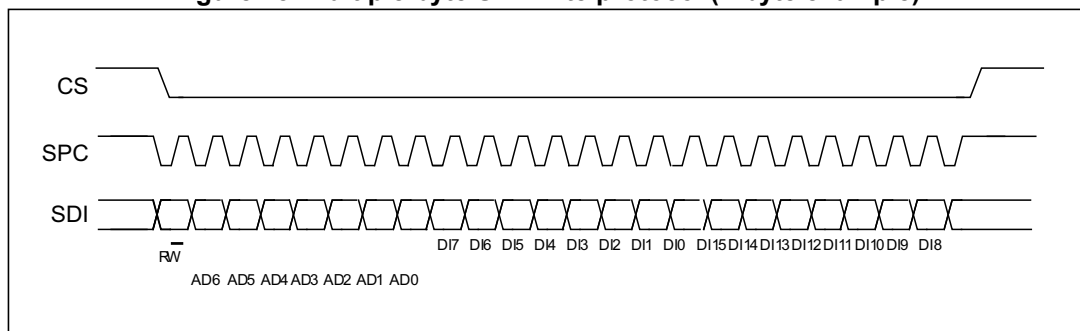 CS
SPC
SDI
DI7 DI6 DI5 DI4 DI3 DI2 DI1 DI0 DI15 DI14 DI13 DI12 DI11 DI10 DI9 DI8
RW
AD6 AD5 AD4 AD3 AD2 AD1 AD0